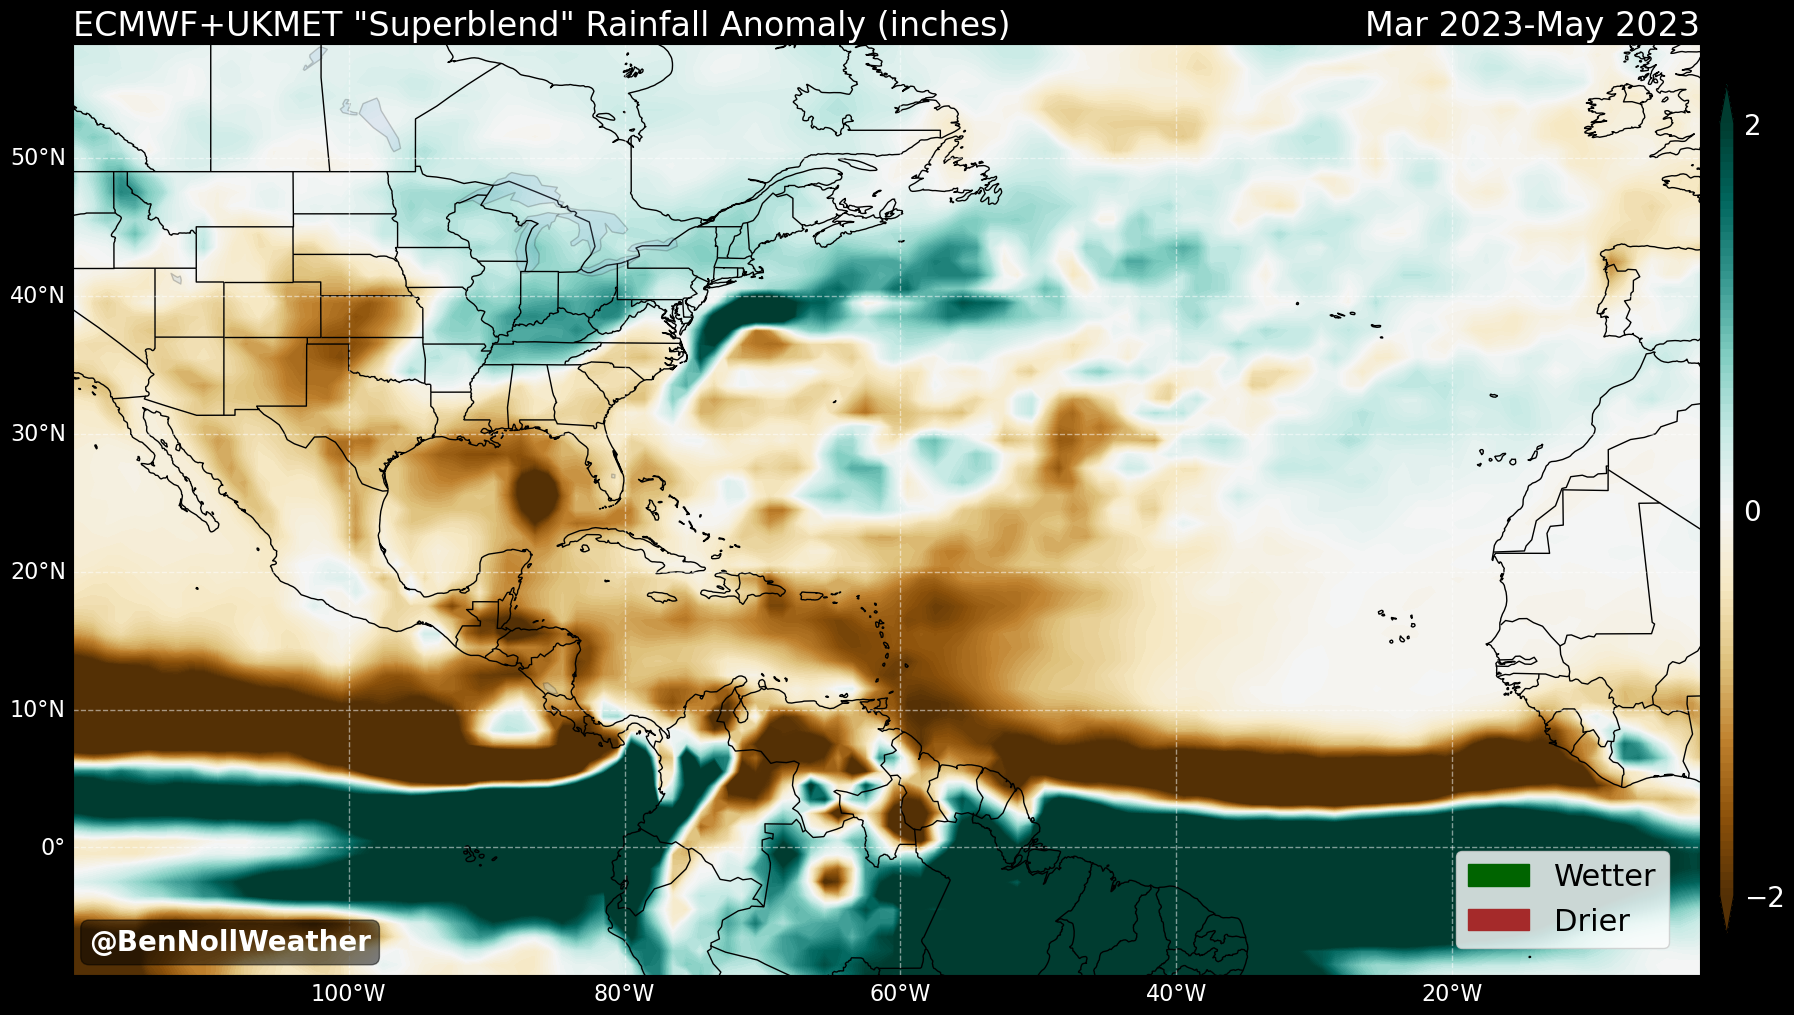 ECMWF+UKMET "Superblend" Rainfall Anomaly (inches)
Mar 2023-May 2023
50°N
40°N
30°N
20°N
10°N
0°
100°W
80°W
60°W
40°W
20°W
2
0
−2
Wetter
Drier
@BenNollWeather